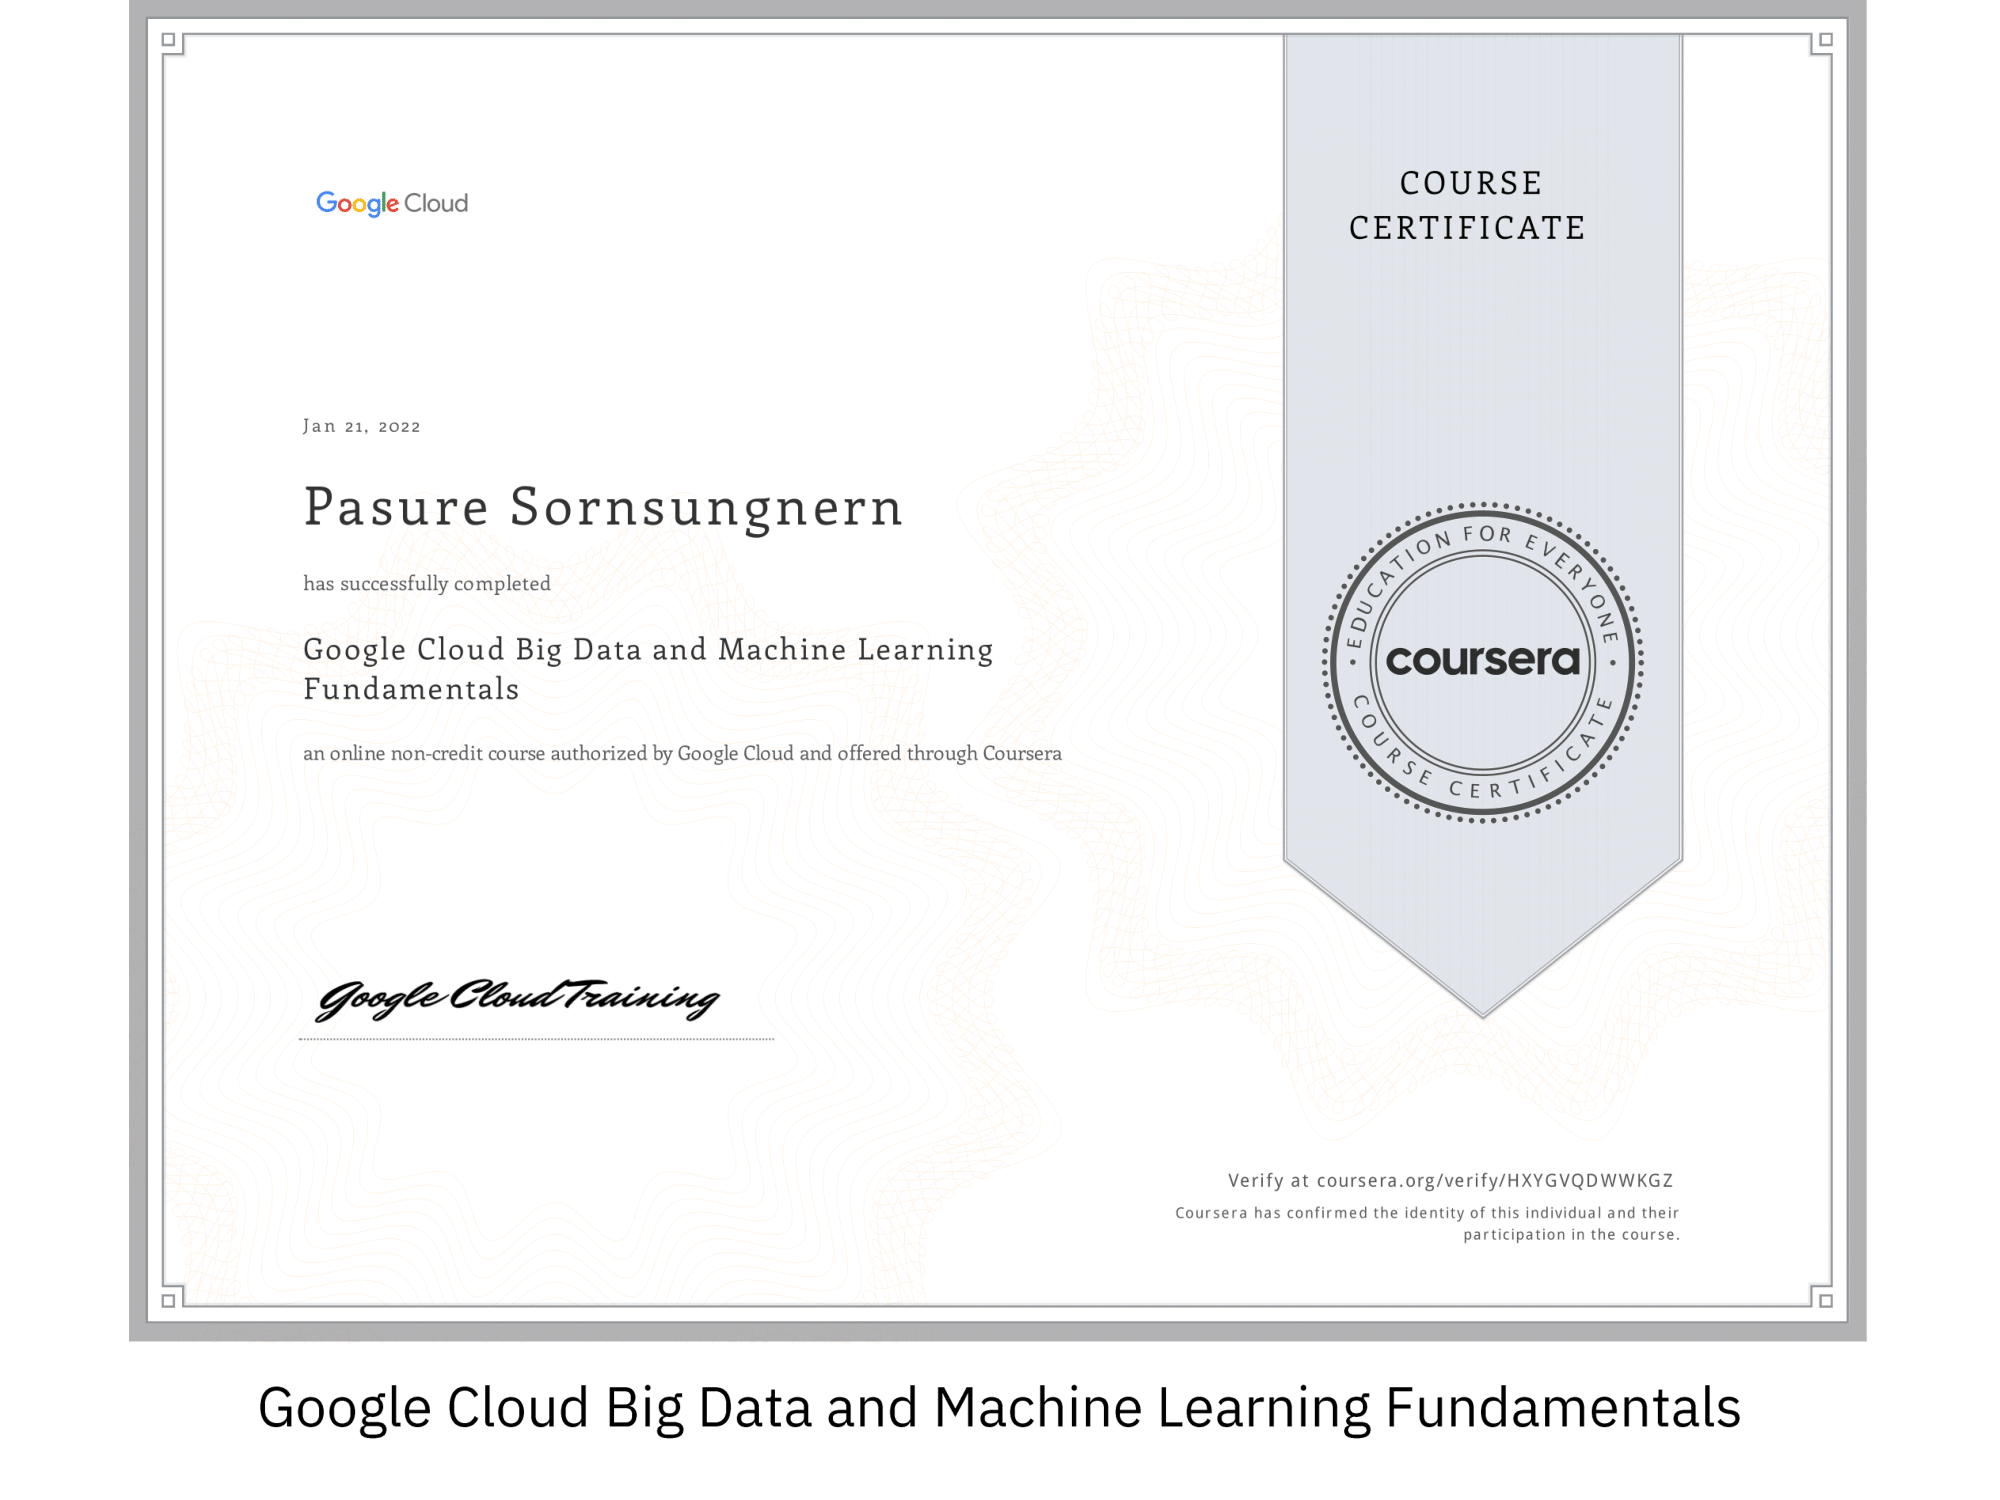 Google Cloud
COURSE
CERTIFICATE
Jan 21, 2022
Pasure Sornsungnern
has successfully completed
Google Cloud Big Data and Machine Learning
Fundamentals
an online non-credit course authorized by Google Cloud and offered through Coursera
EDUCATION FOR EVERYONE
coursera
COURSE CERTIFICATE
Google Cloud Training
Verify at coursera.org/verify/HXYGVQDWWKGZ
Coursera has confirmed the identity of this individual and their
participation in the course.
Google Cloud Big Data and Machine Learning Fundamentals